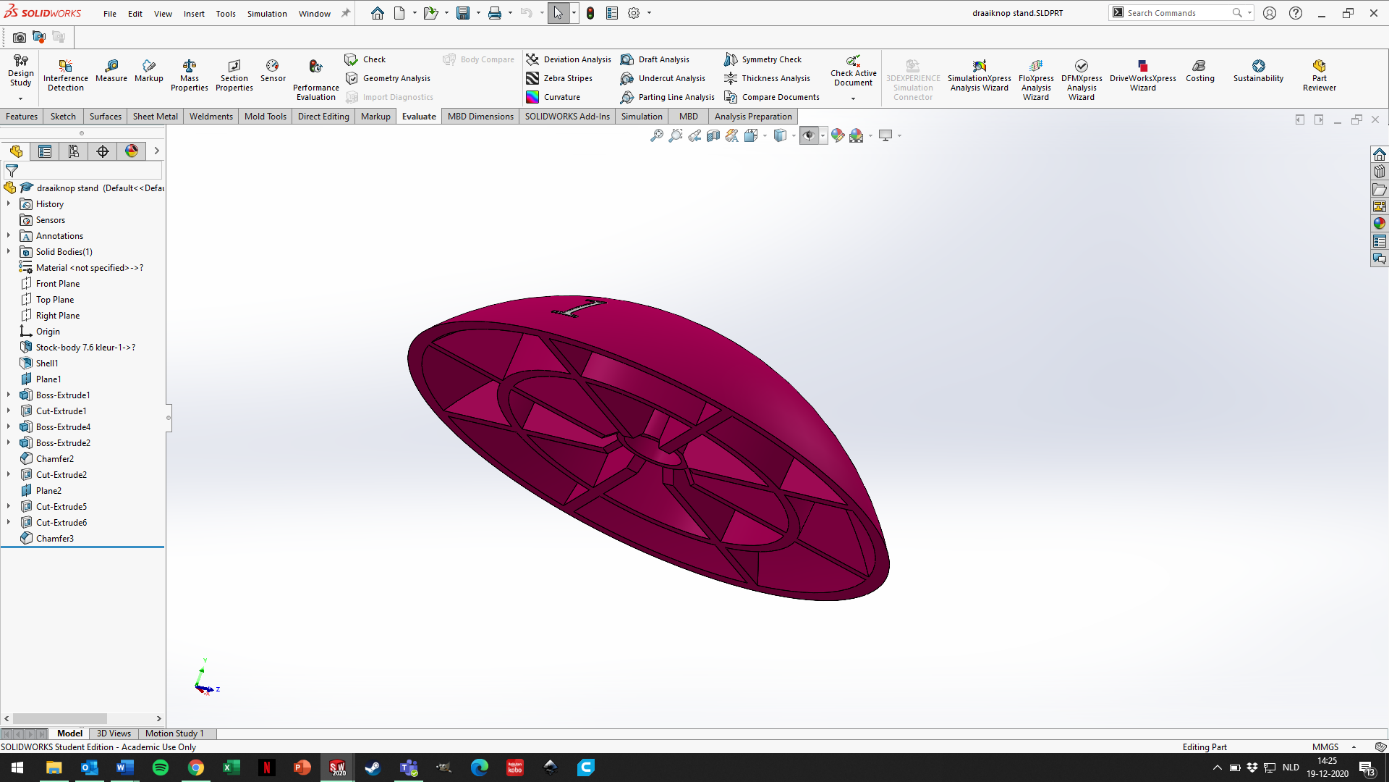 SOLIDWORKS File Edit View Insert Tools Simulation Window draaiknop stand.SLDPRT Search Commands
Design Study
Interference Detection
Measure
Markup
Mass Properties
Section Properties
Sensor
Performance Evaluation
Check
Geometry Analysis
Import Diagnostics
Body Compare
Deviation Analysis
Zebra Stripes
Curvature
Draft Analysis
Undercut Analysis
Parting Line Analysis
Symmetry Check
Thickness Analysis
Compare Documents
Check Active Document
3DEXPERIENCE Simulation Connector
SimulationXpress Analysis Wizard
FloXpress Analysis Wizard
DFMXpress Analysis Wizard
DriveWorksXpress Wizard
Costing
Sustainability
Part Reviewer
Features Sketch Surfaces Sheet Metal Weldments Mold Tools Direct Editing Markup Evaluate MBD Dimensions SOLIDWORKS Add-Ins Simulation MBD Analysis Preparation
draaiknop stand (Default<<Defau
History
Sensors
Annotations
Solid Bodies(1)
Material <not specified>->?
Front Plane
Top Plane
Right Plane
Origin
Stock-body 7.6 kleur-1->?
Shell1
Plane1
Boss-Extrude1
Cut-Extrude1
Boss-Extrude4
Boss-Extrude2
Chamfer2
Cut-Extrude2
Plane2
Cut-Extrude5
Cut-Extrude6
Chamfer3
1
Y
Z
Model 3D Views Motion Study 1
SOLIDWORKS Student Edition - Academic Use Only Editing Part MMGS
NLD 14:25
19-12-2020
13